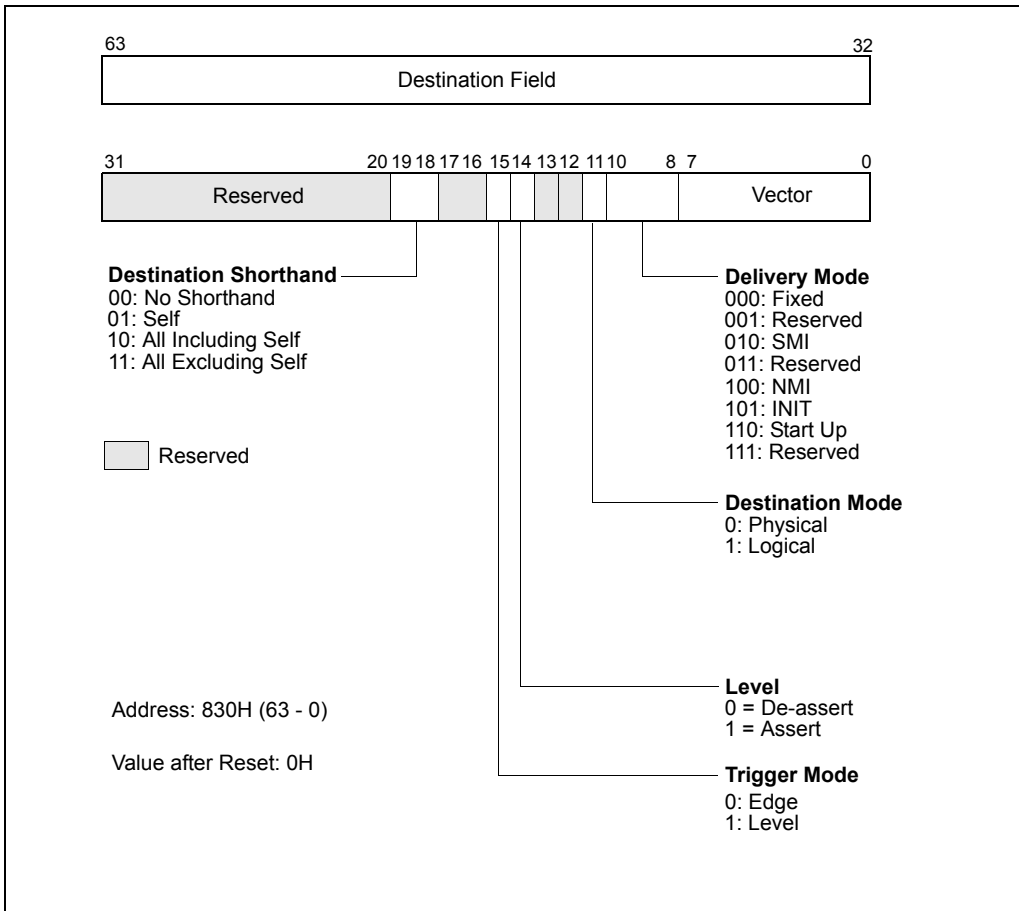 63 32
Destination Field
31 20 19 18 17 16 15 14 13 12 11 10 8 7 0
Reserved Vector
Destination Shorthand
00: No Shorthand
01: Self
10: All Including Self
11: All Excluding Self
Reserved
Delivery Mode
000: Fixed
001: Reserved
010: SMI
011: Reserved
100: NMI
101: INIT
110: Start Up
111: Reserved
Destination Mode
0: Physical
1: Logical
Level
0 = De-assert
1 = Assert
Address: 830H (63 - 0)
Value after Reset: 0H
Trigger Mode
0: Edge
1: Level